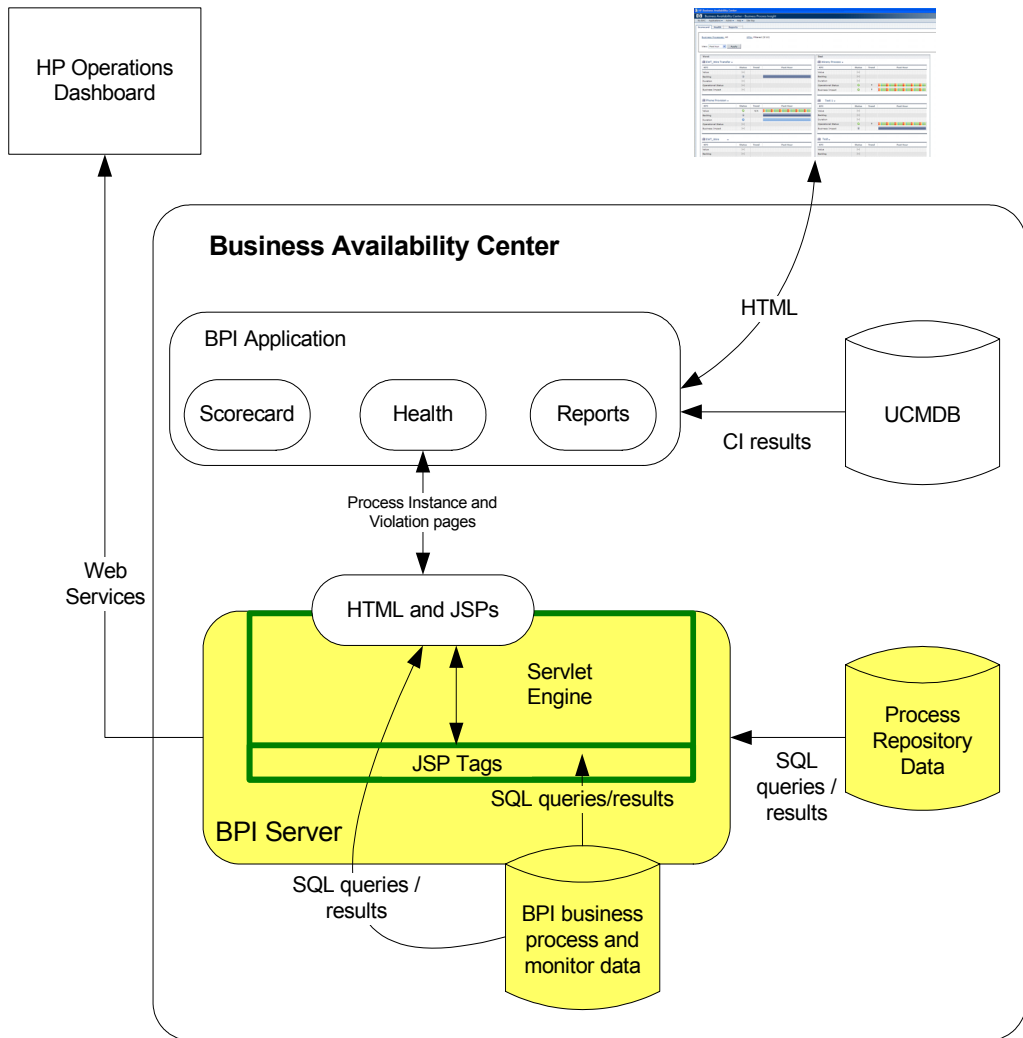 HP Operations
Dashboard
Business Availability Center
HTML
BPI Application
Scorecard
Health
Reports
UCMDB
CI results
Process Instance and
Violation pages
Web
Services
HTML and JSPs
Servlet
Engine
Process
Repository
Data
JSP Tags
SQL
queries /
results
SQL queries/results
BPI Server
SQL queries /
results
BPI business
process and
monitor data